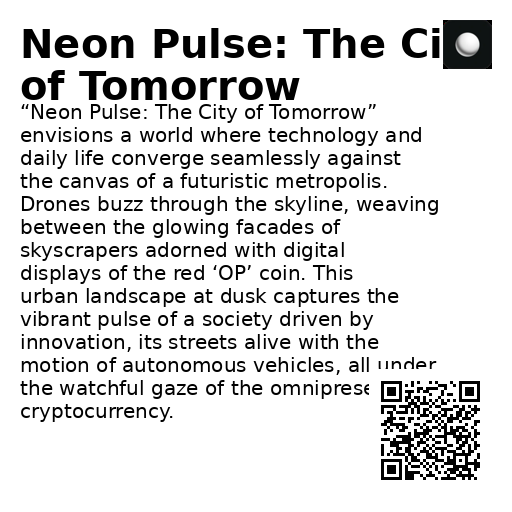 Neon Pulse: The Ci
of Tomorrow
“Neon Pulse: The City of Tomorrow”
envisions a world where technology and
daily life converge seamlessly against
the canvas of a futuristic metropolis.
Drones buzz through the skyline, weaving
between the glowing facades of
skyscrapers adorned with digital
displays of the red ‘OP’ coin. This
urban landscape at dusk captures the
vibrant pulse of a society driven by
innovation, its streets alive with the
motion of autonomous vehicles, all under
the watchful gaze of the omniprese
cryptocurrency.